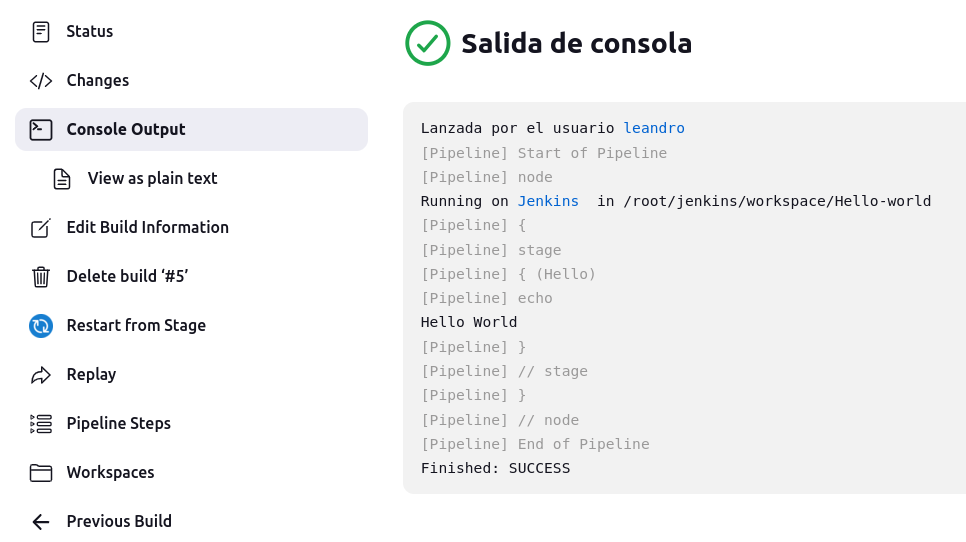 Status
Changes
Console Output
View as plain text
Edit Build Information
Delete build ‘#5’
Restart from Stage
Replay
Pipeline Steps
Workspaces
Previous Build
Salida de consola
Lanzada por el usuario leandro
[Pipeline] Start of Pipeline
[Pipeline] node
Running on Jenkins  in /root/jenkins/workspace/Hello-world
[Pipeline] {
[Pipeline] stage
[Pipeline] { (Hello)
[Pipeline] echo
Hello World
[Pipeline] }
[Pipeline] // stage
[Pipeline] }
[Pipeline] // node
[Pipeline] End of Pipeline
Finished: SUCCESS